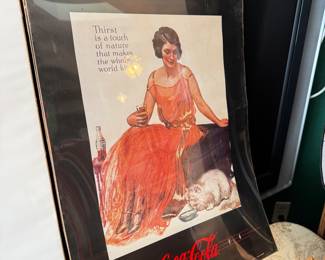 Thirst
is a touch
of nature
that makes
the whole
world
Coca-Cola